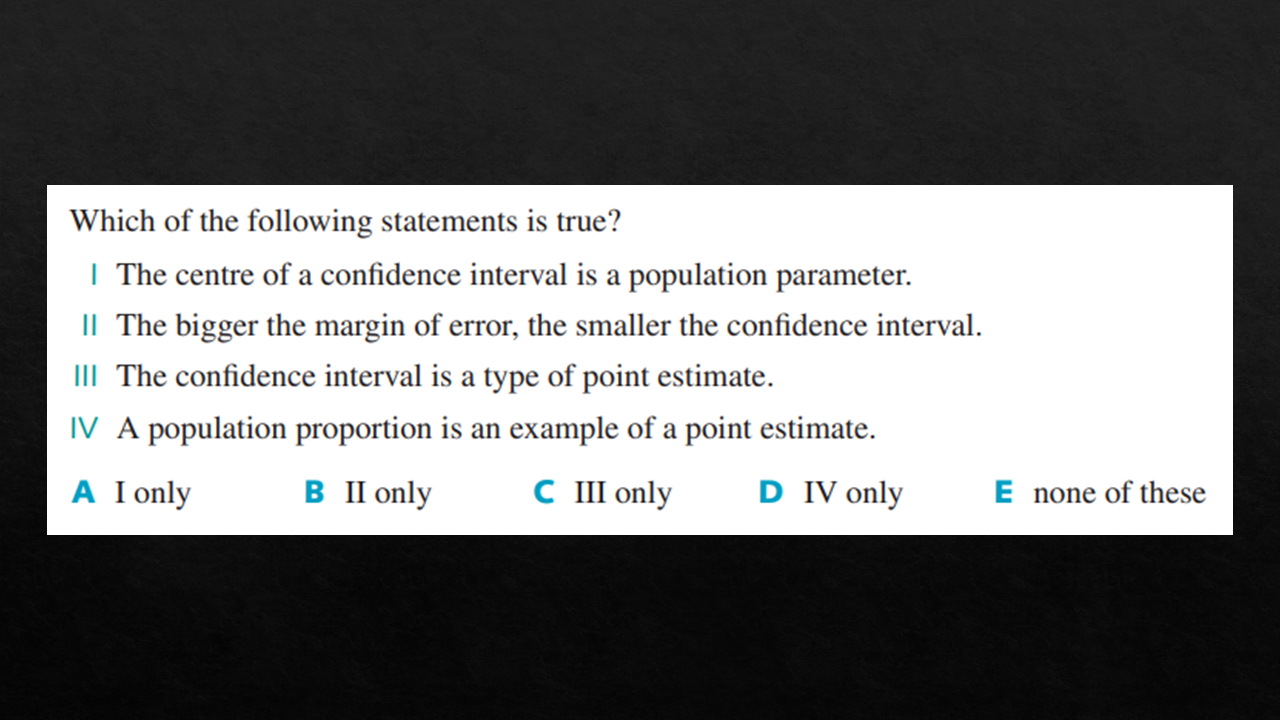 Which of the following statements is true?
I The centre of a confidence interval is a population parameter.
II The bigger the margin of error, the smaller the confidence interval.
III The confidence interval is a type of point estimate.
IV A population proportion is an example of a point estimate.
A I only B II only C III only D IV only E none of these